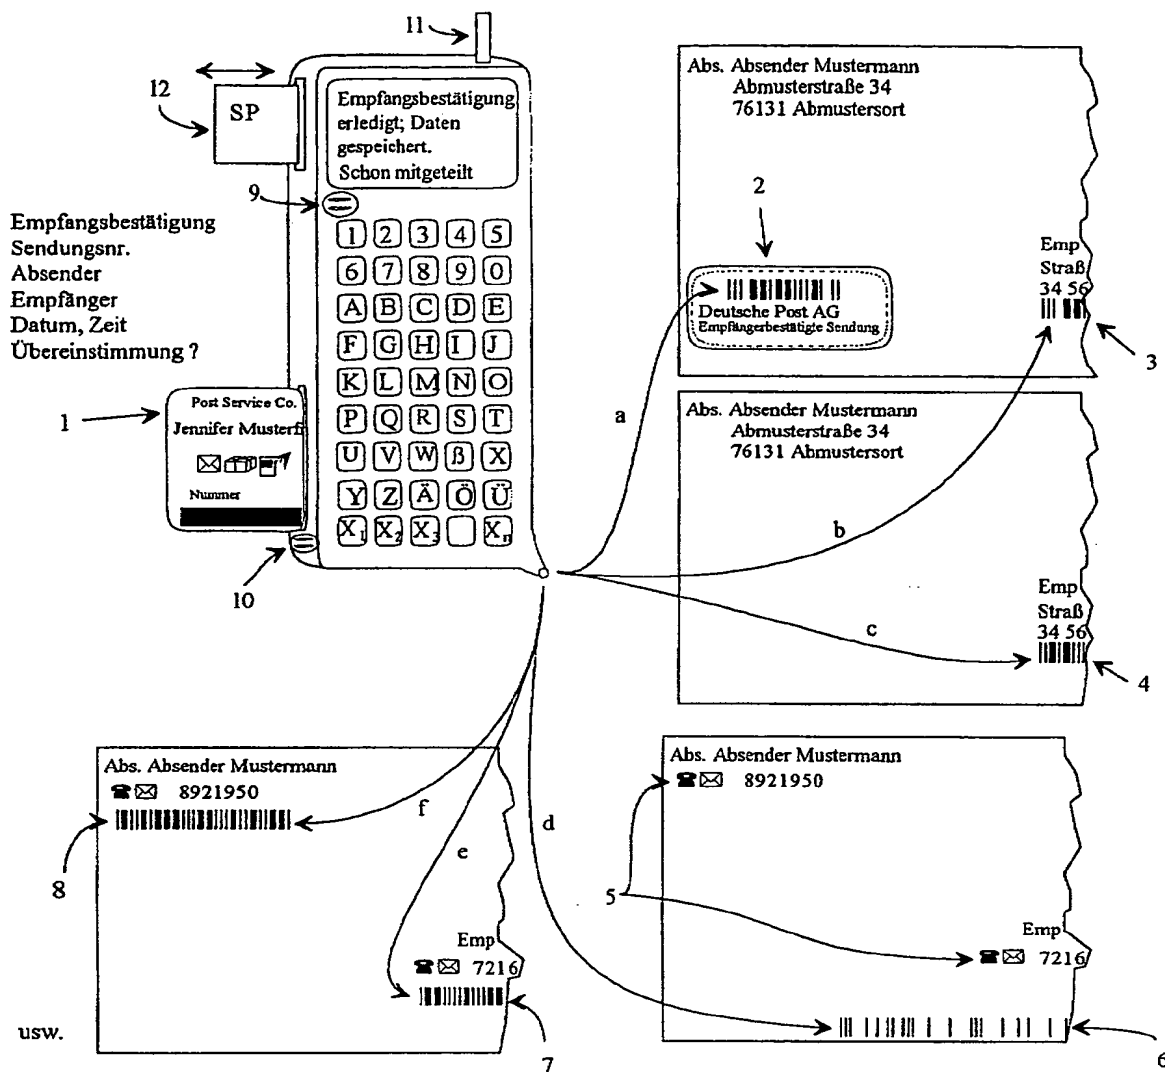 11
12
SP
Empfangsbestätigung
erledigt; Daten
gespeichert.
Schon mitgeteilt
9
Empfangsbestätigung
Sendungsnr.
Absender
Empfänger
Datum, Zeit
Übereinstimmung ?
1 2 3 4 5
6 7 8 9 0
A B C D E
F G H I J
K L M N O
P Q R S T
U V W ß X
Y Z Ä Ö Ü
X1 X2 X3 Xn
1
Post Service Co.
Jennifer Musterfr
Nummer
10
Abs. Absender Mustermann
Abmusterstraße 34
76131 Abmustersort
2
Deutsche Post AG
Empfängerbestätigte Sendung
Emp
Straß
34 56
3
a
b
c
Abs. Absender Mustermann
Abmusterstraße 34
76131 Abmustersort
Emp
Straß
34 56
4
Abs. Absender Mustermann
8921950
8
f
e
d
Emp
7216
7
usw.
Abs. Absender Mustermann
8921950
5
Emp
7216
6